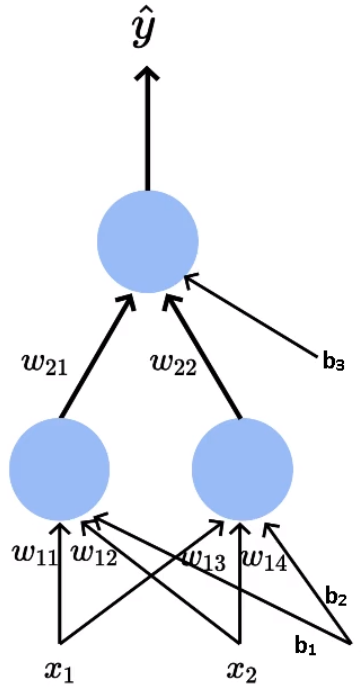 ŷ
w₂₁ w₂₂ b₃
w₁₁ w₁₂ w₁₃ w₁₄
b₂
b₁
x₁ x₂